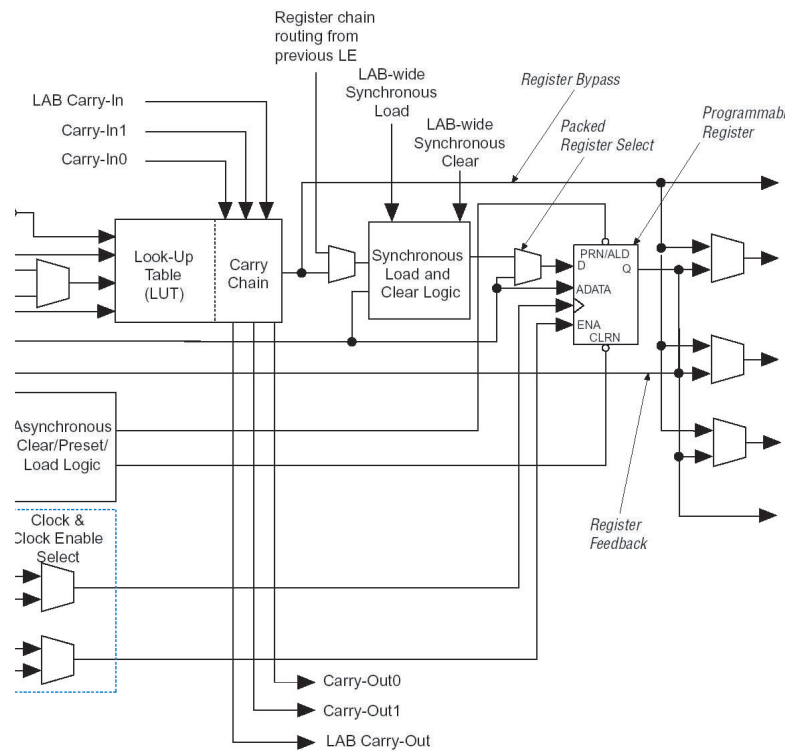 Register chain
routing from
previous LE
LAB-wide
Synchronous
Load
LAB-wide
Synchronous
Clear
Register Bypass
Packed
Register Select
Programmabl
Register
LAB Carry-In
Carry-In1
Carry-In0
Look-Up
Table
(LUT)
Carry
Chain
Synchronous
Load and
Clear Logic
PRN/ALD
D
Q
ADATA
ENA
CLRN
Asynchronous
Clear/Preset/
Load Logic
Register
Feedback
Clock &
Clock Enable
Select
Carry-Out0
Carry-Out1
LAB Carry-Out